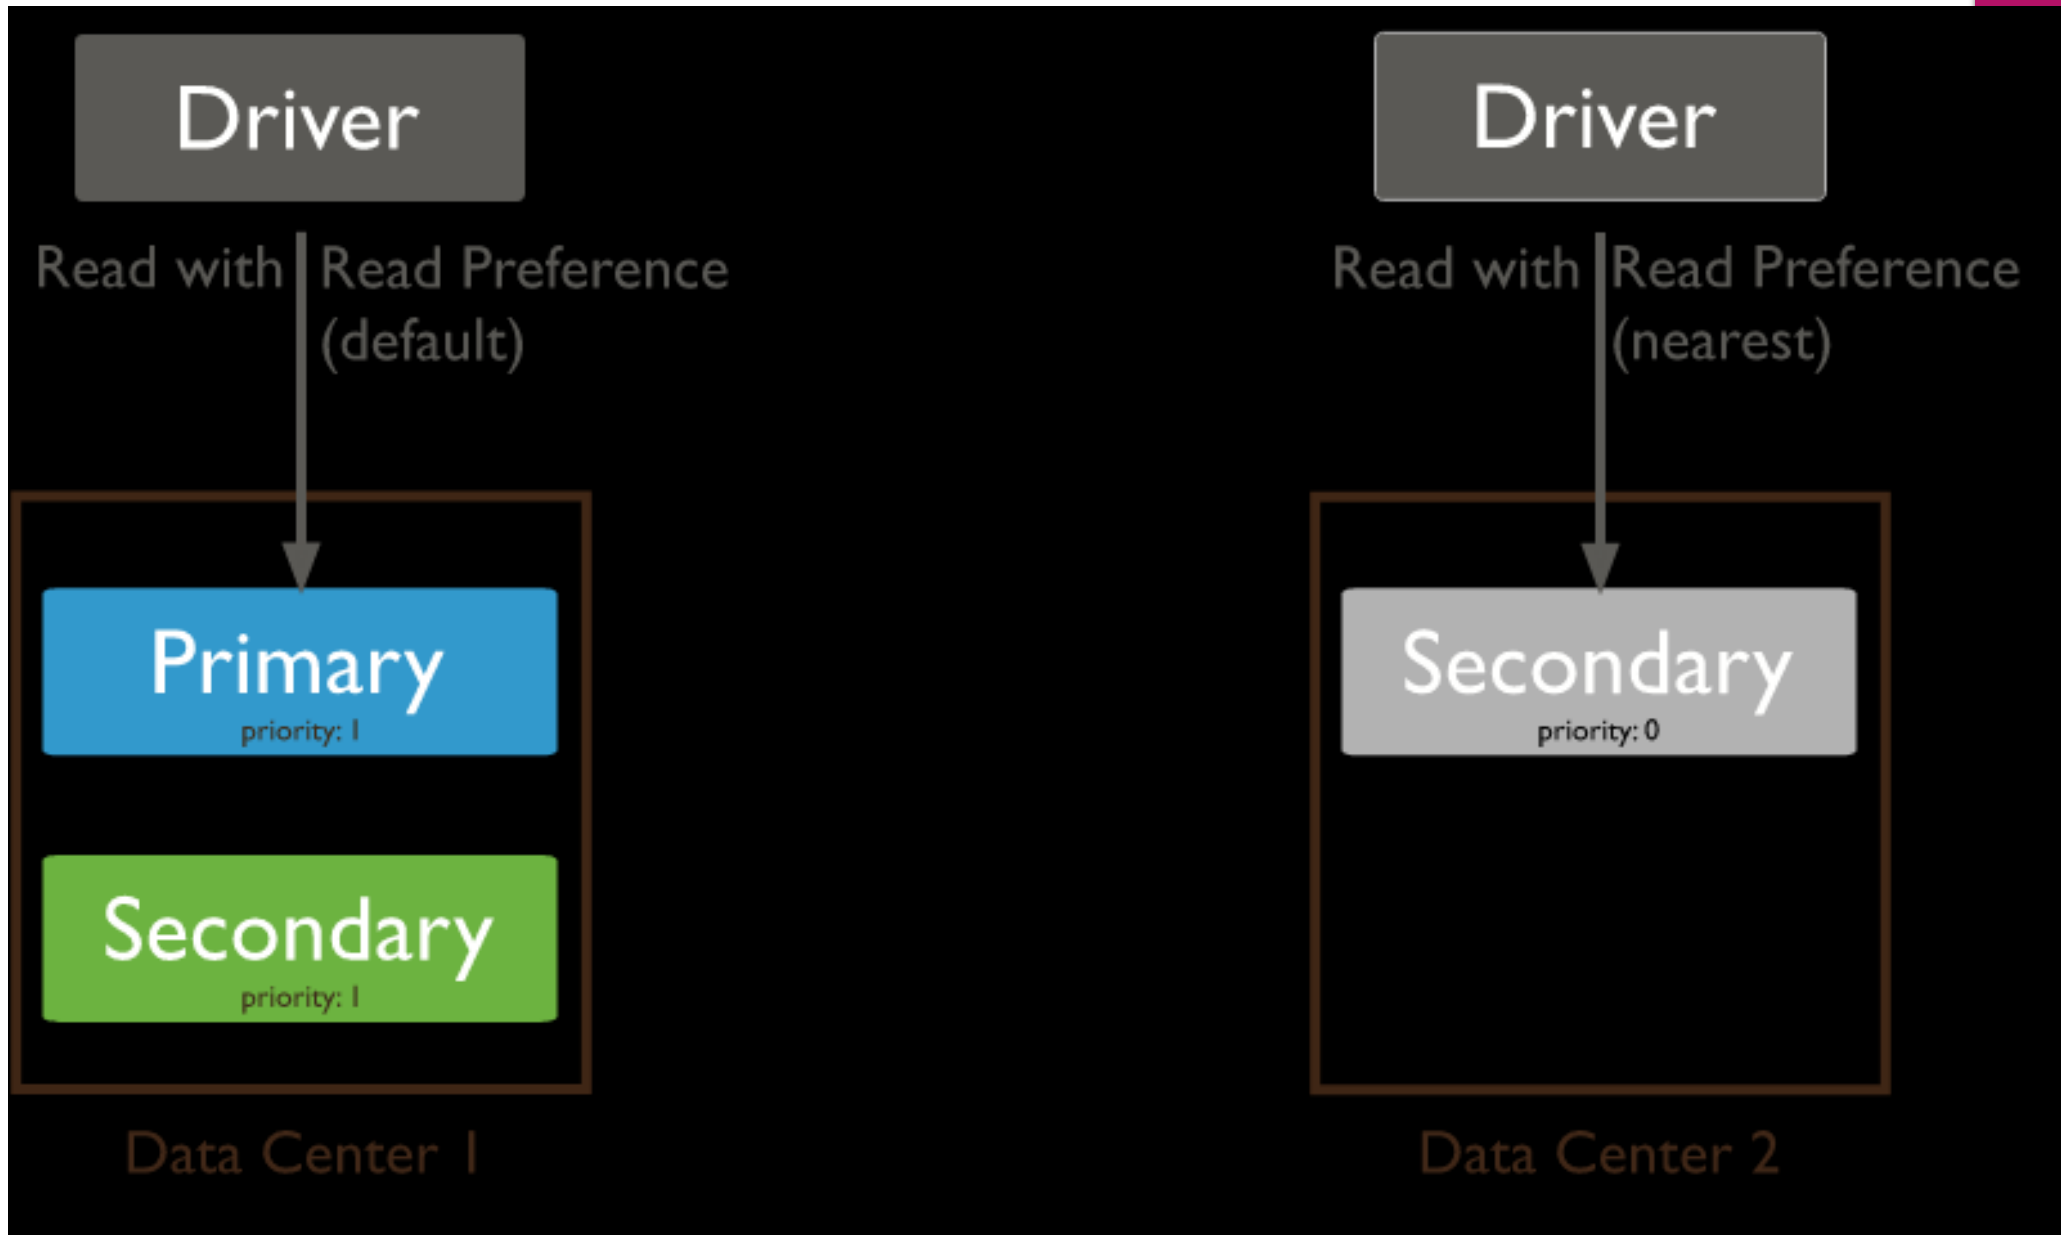 Driver
Read with Read Preference
(default)
Primary
priority: 1
Secondary
priority: 1
Data Center 1
Driver
Read with Read Preference
(nearest)
Secondary
priority: 0
Data Center 2